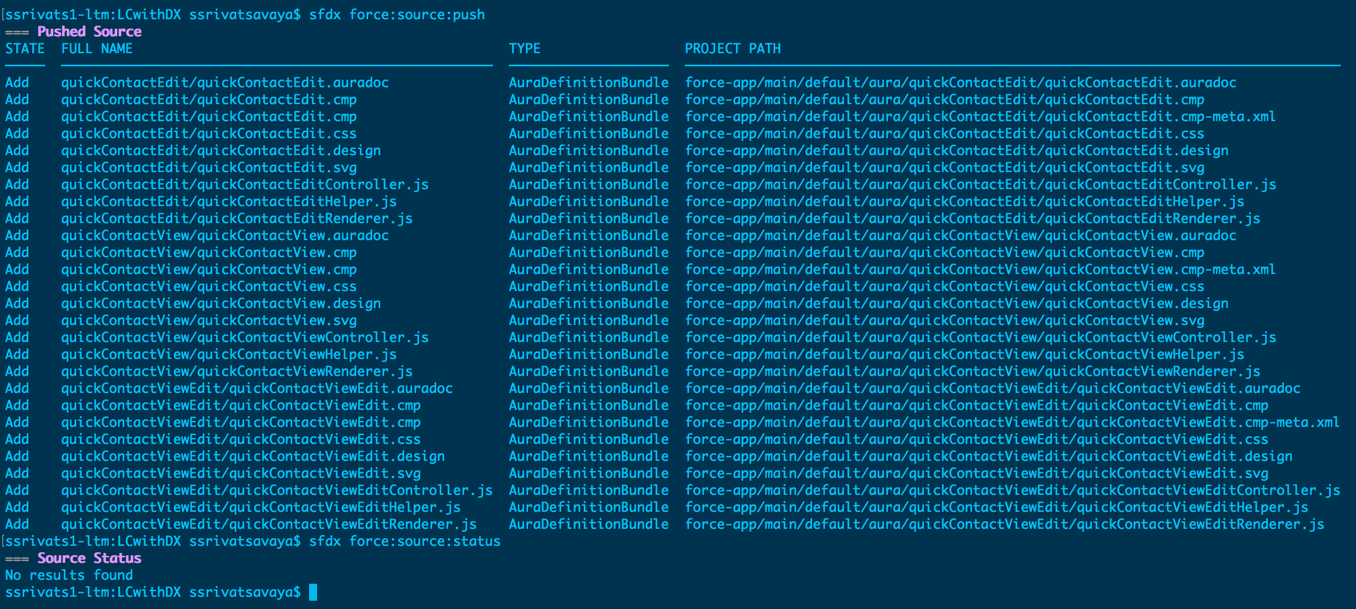 [ssrivats1-ltm:LCwithDX ssrivatsavaya$ sfdx force:source:push
=== Pushed Source
STATE FULL NAME TYPE PROJECT PATH
Add quickContactEdit/quickContactEdit.auradoc AuraDefinitionBundle force-app/main/default/aura/quickContactEdit/quickContactEdit.auradoc
Add quickContactEdit/quickContactEdit.cmp AuraDefinitionBundle force-app/main/default/aura/quickContactEdit/quickContactEdit.cmp
Add quickContactEdit/quickContactEdit.cmp AuraDefinitionBundle force-app/main/default/aura/quickContactEdit/quickContactEdit.cmp-meta.xml
Add quickContactEdit/quickContactEdit.css AuraDefinitionBundle force-app/main/default/aura/quickContactEdit/quickContactEdit.css
Add quickContactEdit/quickContactEdit.design AuraDefinitionBundle force-app/main/default/aura/quickContactEdit/quickContactEdit.design
Add quickContactEdit/quickContactEdit.svg AuraDefinitionBundle force-app/main/default/aura/quickContactEdit/quickContactEdit.svg
Add quickContactEdit/quickContactEditController.js AuraDefinitionBundle force-app/main/default/aura/quickContactEdit/quickContactEditController.js
Add quickContactEdit/quickContactEditHelper.js AuraDefinitionBundle force-app/main/default/aura/quickContactEdit/quickContactEditHelper.js
Add quickContactEdit/quickContactEditRenderer.js AuraDefinitionBundle force-app/main/default/aura/quickContactEdit/quickContactEditRenderer.js
Add quickContactView/quickContactView.auradoc AuraDefinitionBundle force-app/main/default/aura/quickContactView/quickContactView.auradoc
Add quickContactView/quickContactView.cmp AuraDefinitionBundle force-app/main/default/aura/quickContactView/quickContactView.cmp
Add quickContactView/quickContactView.cmp AuraDefinitionBundle force-app/main/default/aura/quickContactView/quickContactView.cmp-meta.xml
Add quickContactView/quickContactView.css AuraDefinitionBundle force-app/main/default/aura/quickContactView/quickContactView.css
Add quickContactView/quickContactView.design AuraDefinitionBundle force-app/main/default/aura/quickContactView/quickContactView.design
Add quickContactView/quickContactView.svg AuraDefinitionBundle force-app/main/default/aura/quickContactView/quickContactView.svg
Add quickContactView/quickContactViewController.js AuraDefinitionBundle force-app/main/default/aura/quickContactView/quickContactViewController.js
Add quickContactView/quickContactViewHelper.js AuraDefinitionBundle force-app/main/default/aura/quickContactView/quickContactViewHelper.js
Add quickContactView/quickContactViewRenderer.js AuraDefinitionBundle force-app/main/default/aura/quickContactView/quickContactViewRenderer.js
Add quickContactViewEdit/quickContactViewEdit.auradoc AuraDefinitionBundle force-app/main/default/aura/quickContactViewEdit/quickContactViewEdit.auradoc
Add quickContactViewEdit/quickContactViewEdit.cmp AuraDefinitionBundle force-app/main/default/aura/quickContactViewEdit/quickContactViewEdit.cmp
Add quickContactViewEdit/quickContactViewEdit.cmp AuraDefinitionBundle force-app/main/default/aura/quickContactViewEdit/quickContactViewEdit.cmp-meta.xml
Add quickContactViewEdit/quickContactViewEdit.css AuraDefinitionBundle force-app/main/default/aura/quickContactViewEdit/quickContactViewEdit.css
Add quickContactViewEdit/quickContactViewEdit.design AuraDefinitionBundle force-app/main/default/aura/quickContactViewEdit/quickContactViewEdit.design
Add quickContactViewEdit/quickContactViewEdit.svg AuraDefinitionBundle force-app/main/default/aura/quickContactViewEdit/quickContactViewEdit.svg
Add quickContactViewEdit/quickContactViewEditController.js AuraDefinitionBundle force-app/main/default/aura/quickContactViewEdit/quickContactViewEditController.js
Add quickContactViewEdit/quickContactViewEditHelper.js AuraDefinitionBundle force-app/main/default/aura/quickContactViewEdit/quickContactViewEditHelper.js
Add quickContactViewEdit/quickContactViewEditRenderer.js AuraDefinitionBundle force-app/main/default/aura/quickContactViewEdit/quickContactViewEditRenderer.js
[ssrivats1-ltm:LCwithDX ssrivatsavaya$ sfdx force:source:status
=== Source Status
No results found
ssrivats1-ltm:LCwithDX ssrivatsavaya$